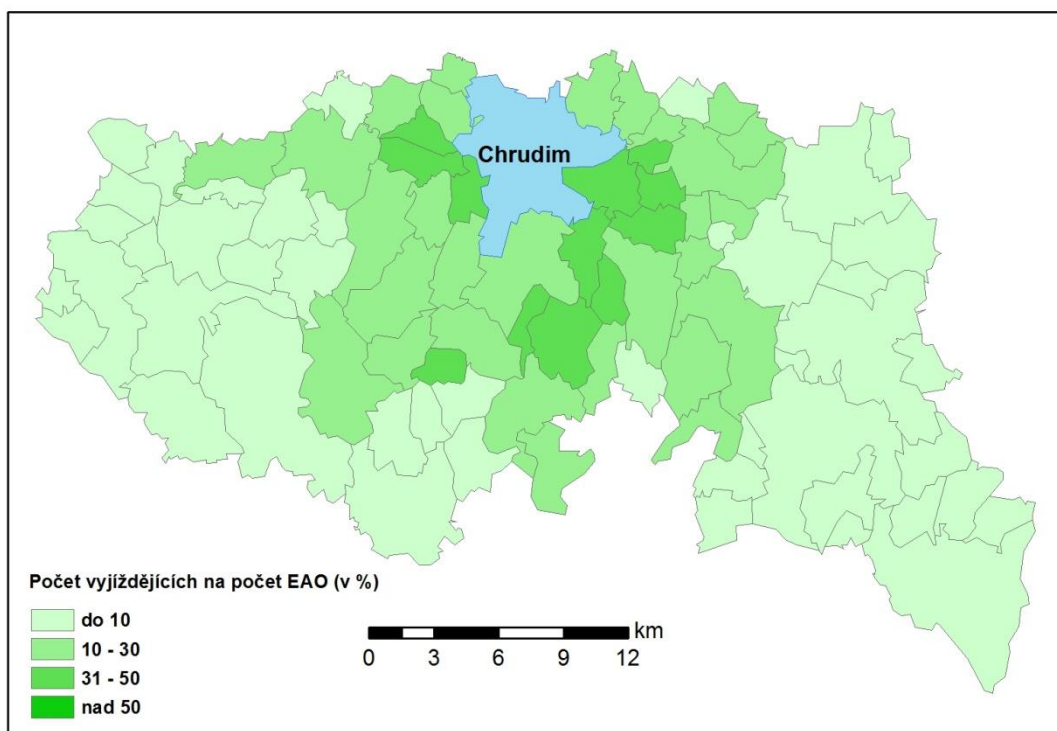 Chrudim
Počet vyjíždějících na počet EAO (v %)
do 10
10 - 30
31 - 50
nad 50
km
0 3 6 9 12